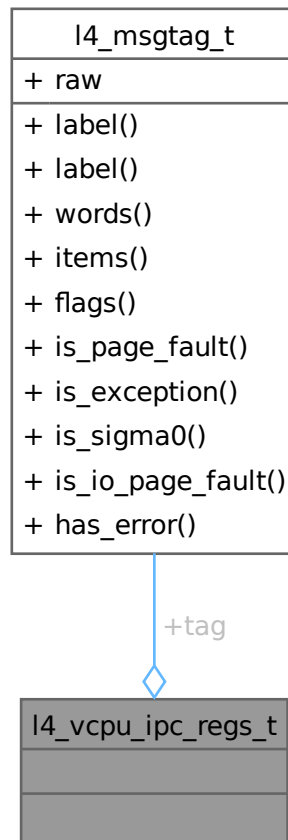 l4_msgtag_t
+ raw
+ label()
+ label()
+ words()
+ items()
+ flags()
+ is_page_fault()
+ is_exception()
+ is_sigma0()
+ is_io_page_fault()
+ has_error()
+tag
l4_vcpu_ipc_regs_t